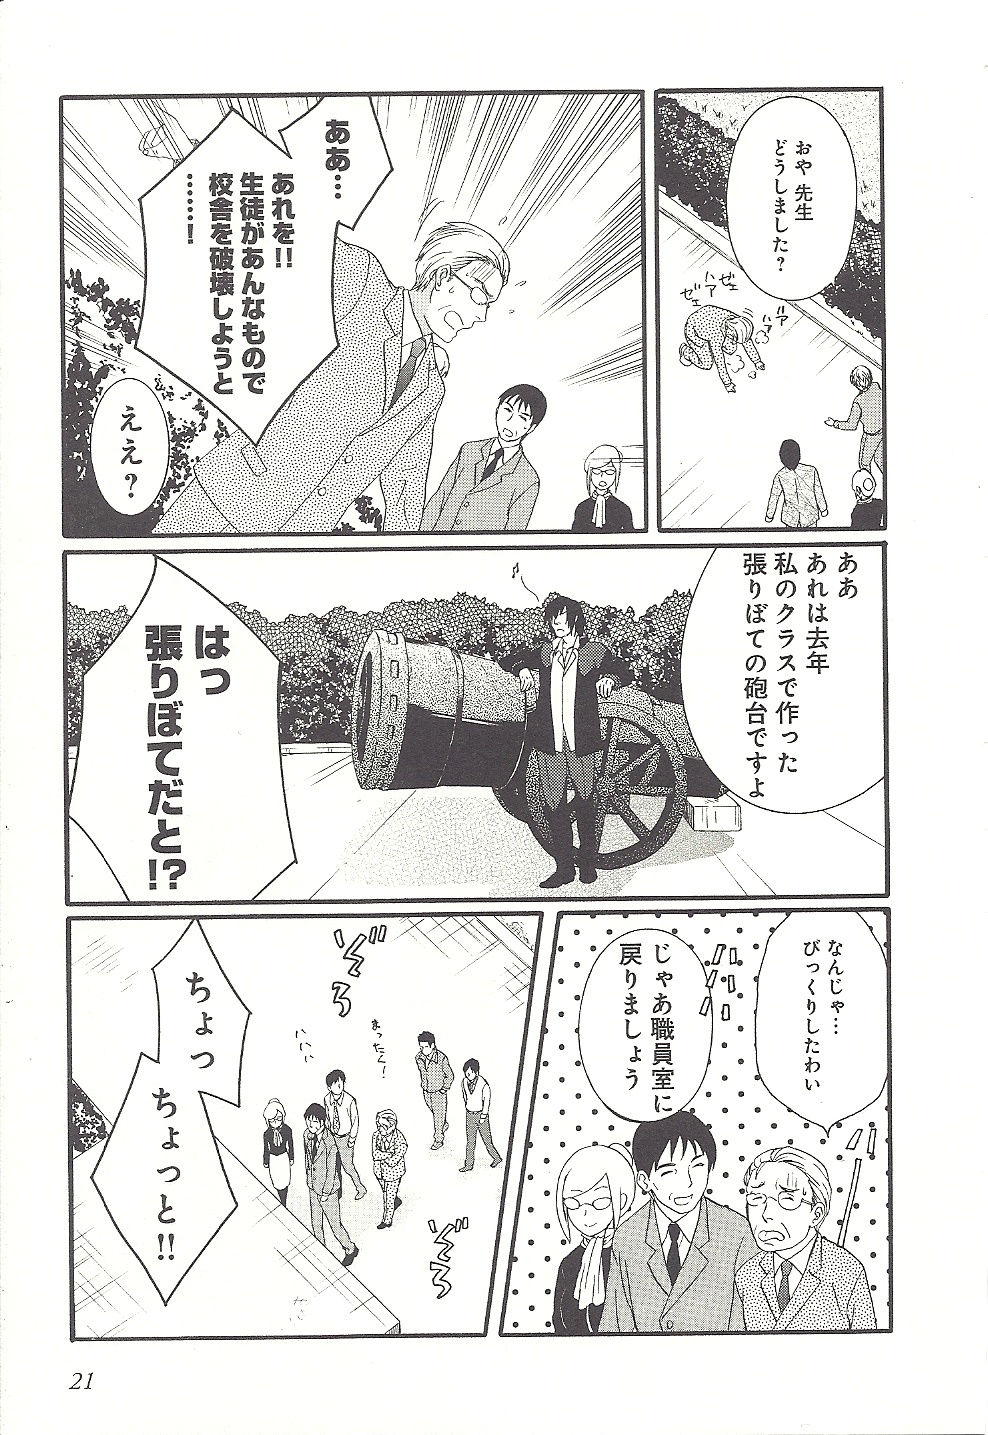 おや 先生
どうしました?
ゼェ
ハァ
ゼェ
ハァ
ハァ
ああ…
あれを!!
生徒があんなもので
校舎を破壊しようと
……!
ええ?
ああ
あれは去年
私のクラスで作った
張りぼての砲台ですよ
はっ
張りぼてだと!?
なんじゃ…
びっくりしたわい
じゃあ職員室に
戻りましょう
ぞろ
まったく!
ハハハ
ぞろ
ちょっ
ちょっと!!
21